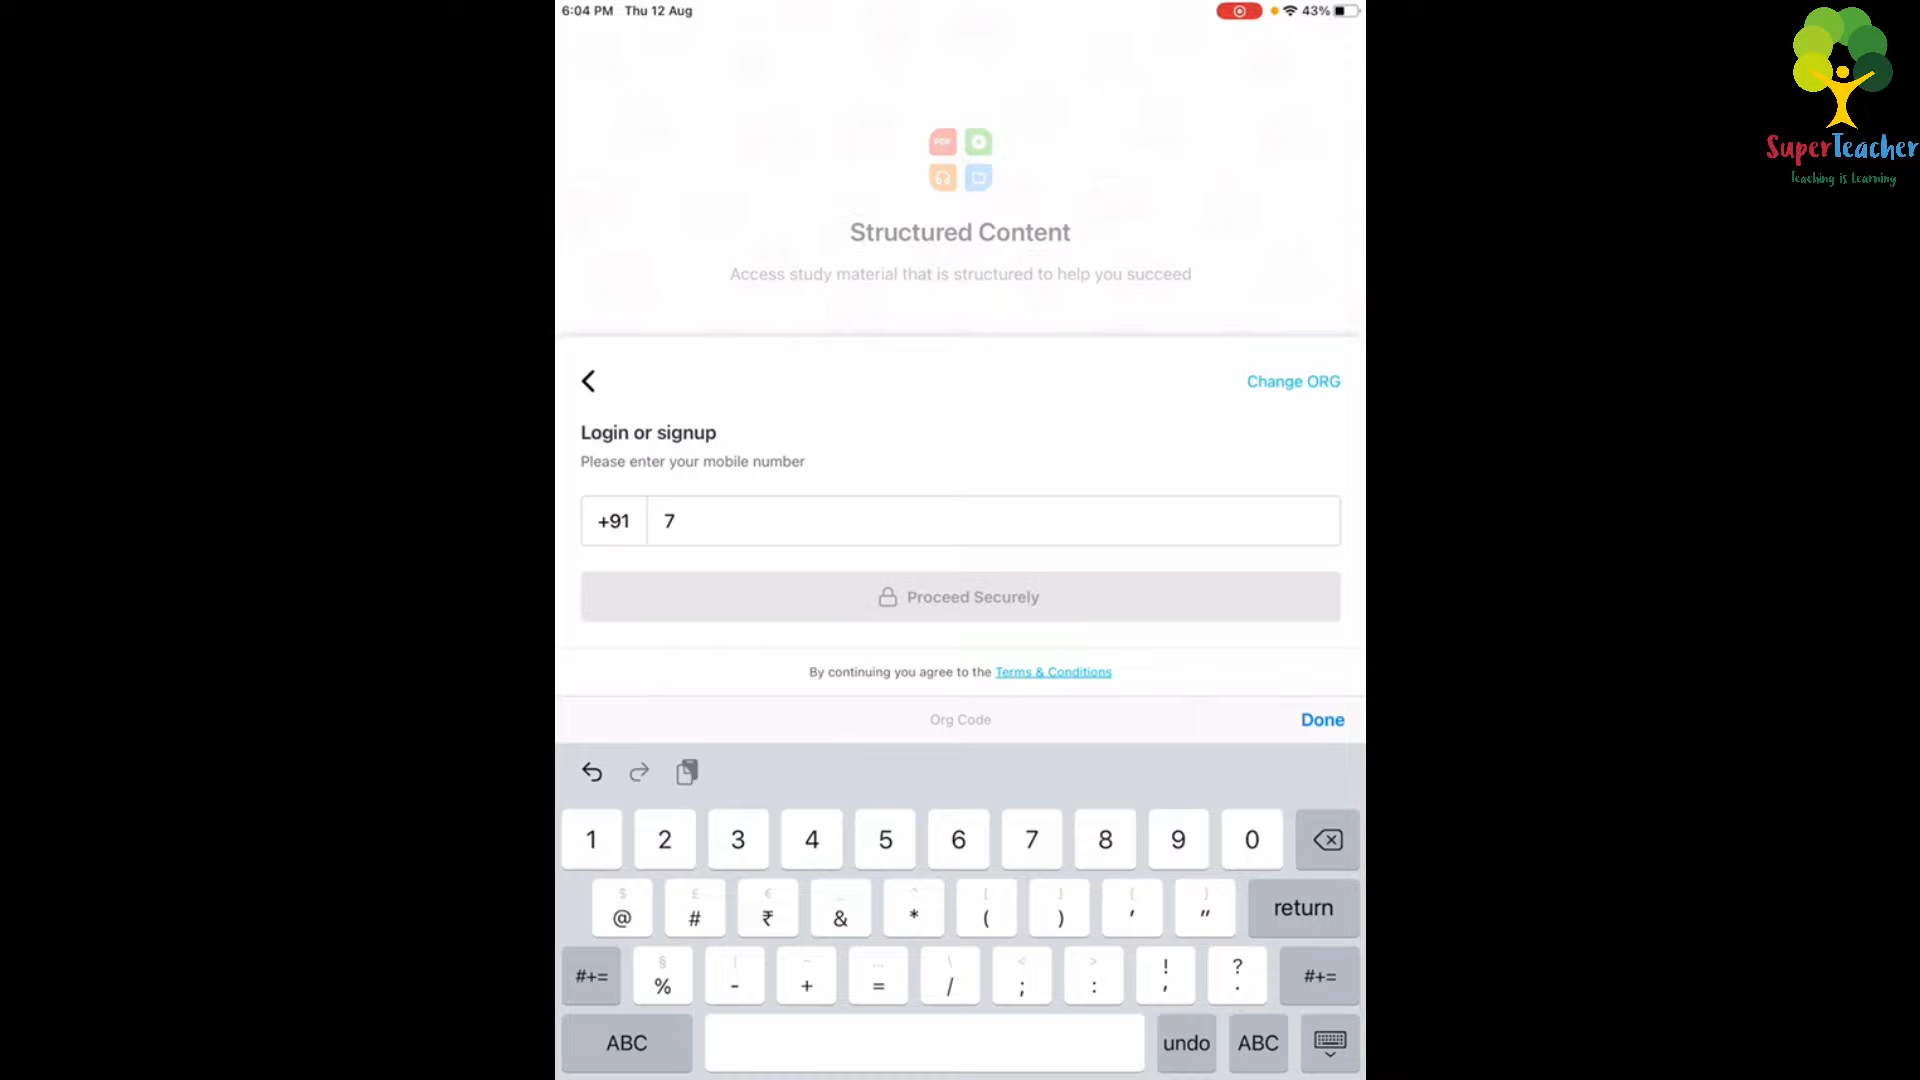 6:04 PM Thu 12 Aug
43%
SuperTeacher
Teaching is Learning
PDF
Structured Content
Access study material that is structured to help you succeed
Change ORG
Login or signup
Please enter your mobile number
+91 7
Proceed Securely
By continuing you agree to the Terms & Conditions
Org Code Done
1 2 3 4 5 6 7 8 9 0
$ £ € _ ^ [ ] { }
@ # ₹ & * ( ) ' " return
§ | ~ … \ < > ! ?
#+= % - + = / ; : , . #+=
ABC undo ABC